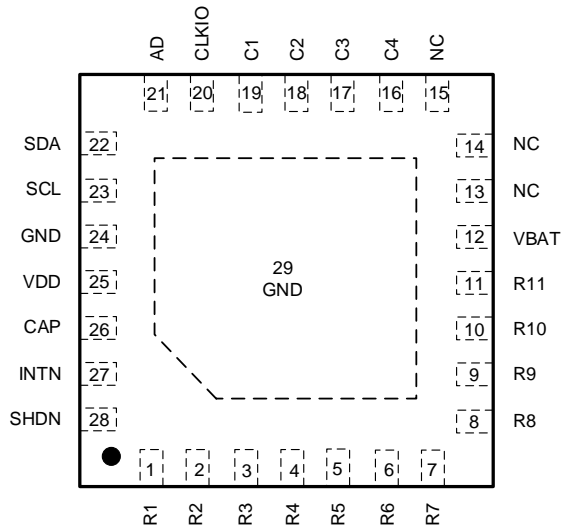 AD CLKIO C1 C2 C3 C4 NC
21 20 19 18 17 16 15
SDA 22
SCL 23
GND 24
VDD 25
CAP 26
INTN 27
SHDN 28
29
GND
14 NC
13 NC
12 VBAT
11 R11
10 R10
9 R9
8 R8
1 2 3 4 5 6 7
R1 R2 R3 R4 R5 R6 R7